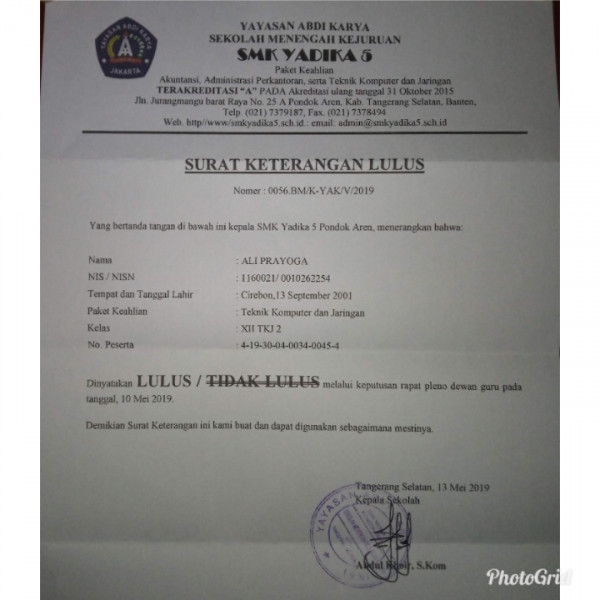 YAYASAN ABDI KARYA
SEKOLAH MENENGAH KEJURUAN
SMK YADIKA 5
Paket Keahlian
Akuntansi, Administrasi Perkantoran, serta Teknik Komputer dan Jaringan
TERAKREDITASI "A" PADA Akreditasi ulang tanggal 31 Oktober 2015
Jln. Jurangmangu barat Raya No. 25 A Pondok Aren, Kab. Tangerang Selatan, Banten,
Telp (021) 7379187, Fax. (021) 7378494
Web. http//www/smkyadika5.sch.id.: email: admin@smkyadika5.sch.id
YAYASAN ABDI KARYA
JAKARTA
SURAT KETERANGAN LULUS
Nomer : 0056.BM/K-YAK/V/2019
Yang bertanda tangan di bawah ini kepala SMK Yadika 5 Pondok Aren, menerangkan bahwa:
Nama : ALI PRAYOGA
NIS / NISN : 1160021/ 0010262254
Tempat dan Tanggal Lahir : Cirebon,13 September 2001
Paket Keahlian : Teknik Komputer dan Jaringan
Kelas : XII TKJ 2
No. Peserta : 4-19-30-04-0034-0045-4
Dinyatakan LULUS / TIDAK LULUS melalui keputusan rapat pleno dewan guru pada
tanggal, 10 Mei 2019.
Demikian Surat Keterangan ini kami buat dan dapat digunakan sebagaimana mestinya.
Tangerang Selatan, 13 Mei 2019
Kepala Sekolah
YAYASAN
Abdul , S.Kom
PhotoGrid